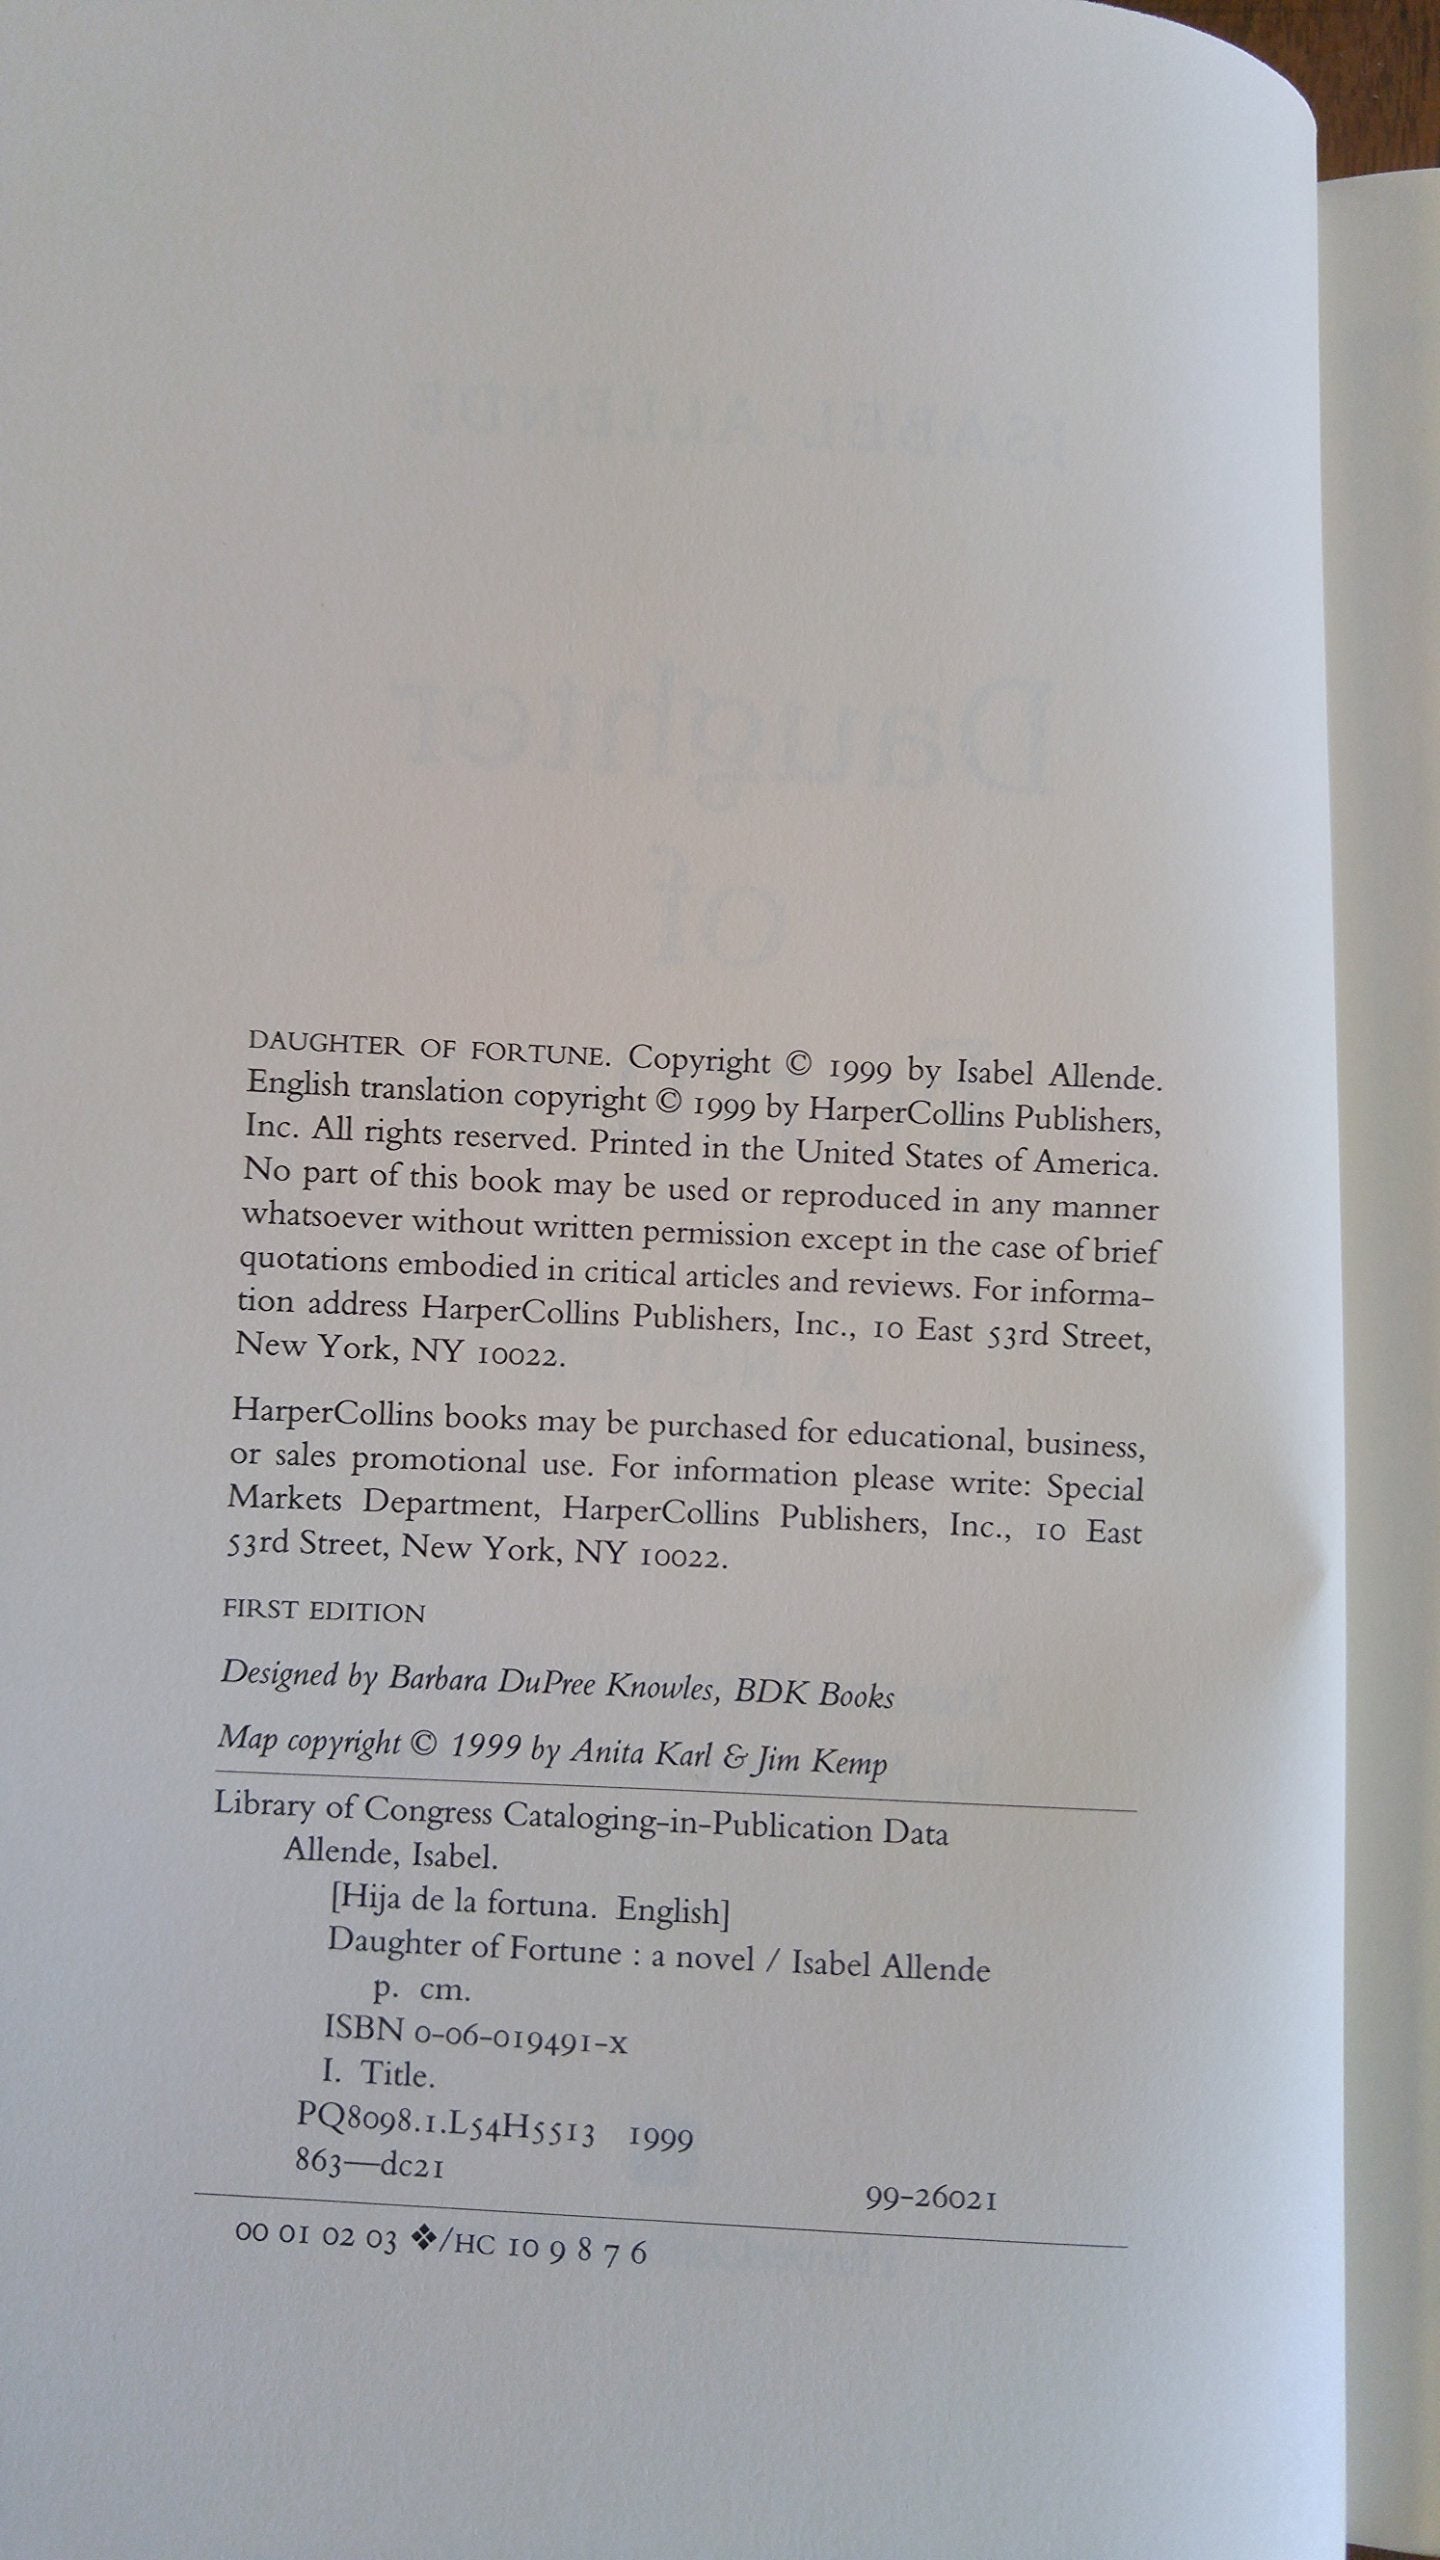 ISABEL ALLENDE
Daughter
of
DAUGHTER OF FORTUNE. Copyright © 1999 by Isabel Allende.
English translation copyright © 1999 by HarperCollins Publishers,
Inc. All rights reserved. Printed in the United States of America.
No part of this book may be used or reproduced in any manner
whatsoever without written permission except in the case of brief
quotations embodied in critical articles and reviews. For informa-
tion address HarperCollins Publishers, Inc., 10 East 53rd Street,
New York, NY 10022.
HarperCollins books may be purchased for educational, business,
or sales promotional use. For information please write: Special
Markets Department, HarperCollins Publishers, Inc., 10 East
53rd Street, New York, NY 10022.
FIRST EDITION
Designed by Barbara DuPree Knowles, BDK Books
Map copyright © 1999 by Anita Karl & Jim Kemp
Library of Congress Cataloging-in-Publication Data
Allende, Isabel.
[Hija de la fortuna. English]
Daughter of Fortune : a novel / Isabel Allende
p. cm.
ISBN 0-06-019491-X
I. Title.
PQ8098.1.L54H5513 1999
863—dc21
99-26021
00 01 02 03 ❖/HC 10 9 8 7 6